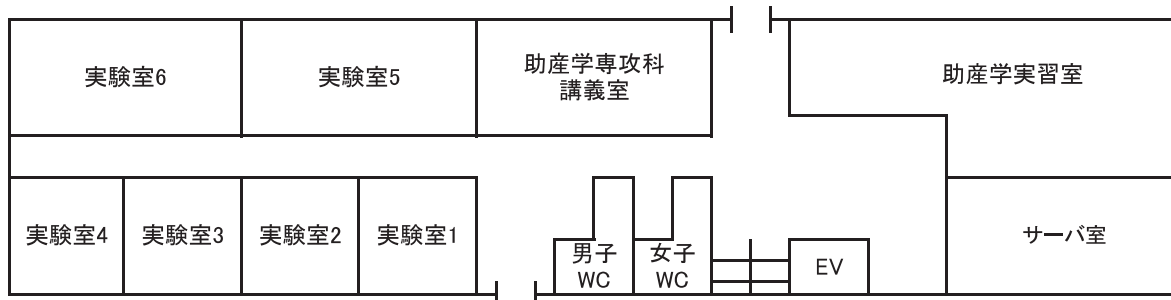 実験室6
実験室5
助産学専攻科
講義室
助産学実習室
実験室4
実験室3
実験室2
実験室1
男子
WC
女子
WC
EV
サーバ室